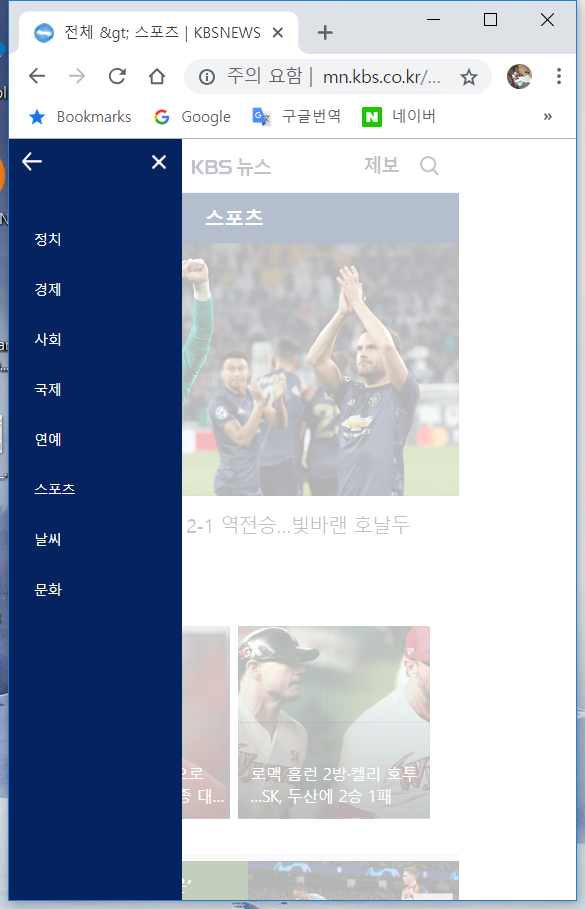 전체 &gt; 스포츠 | KBSNEWS
주의 요함 | mn.kbs.co.kr/...
Bookmarks Google 구글번역 네이버 »
KBS 뉴스 제보
스포츠
정치
경제
사회
국제
연예
스포츠
날씨
문화
2-1 역전승...빛바랜 호날두
으로
종 대...
로맥 홈런 2방·켈리 호투
...SK, 두산에 2승 1패